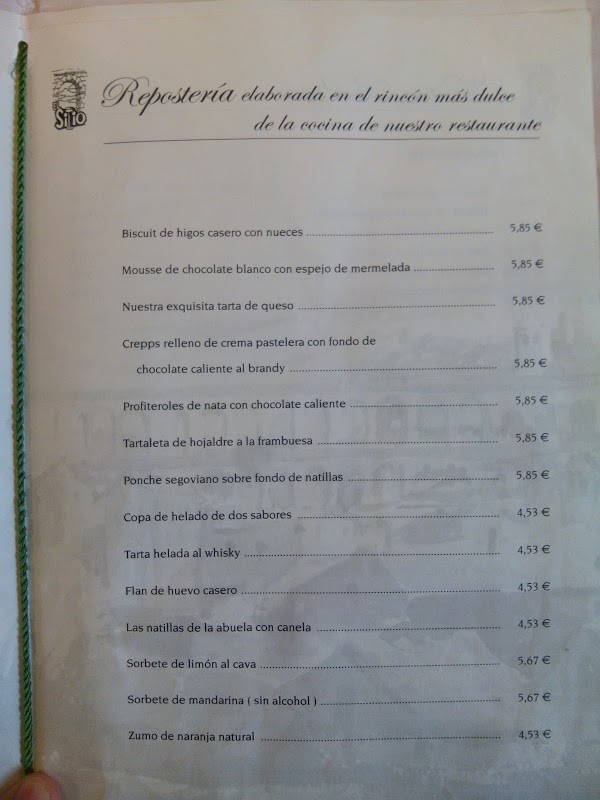 El Sitio
Repostería elaborada en el rincón más dulce
de la cocina de nuestro restaurante
Biscuit de higos casero con nueces ........ 5,85 €
Mousse de chocolate blanco con espejo de mermelada ........ 5,85 €
Nuestra exquisita tarta de queso ........ 5,85 €
Crepps relleno de crema pastelera con fondo de
chocolate caliente al brandy ........ 5,85 €
Profiteroles de nata con chocolate caliente ........ 5,85 €
Tartaleta de hojaldre a la frambuesa ........ 5,85 €
Ponche segoviano sobre fondo de natillas ........ 5,85 €
Copa de helado de dos sabores ........ 4,53 €
Tarta helada al whisky ........ 4,53 €
Flan de huevo casero ........ 4,53 €
Las natillas de la abuela con canela ........ 4,53 €
Sorbete de limón al cava ........ 5,67 €
Sorbete de mandarina ( sin alcohol ) ........ 5,67 €
Zumo de naranja natural ........ 4,53 €